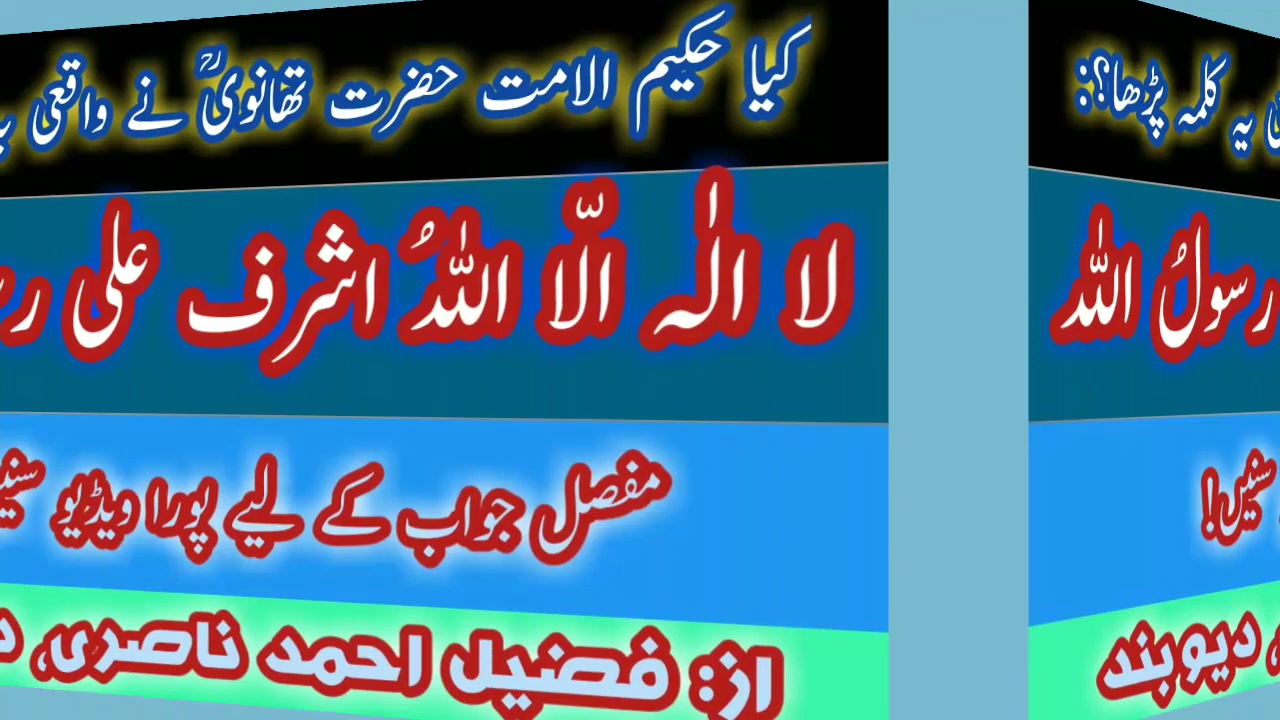 کیا حکیم الامت حضرت تھانویؒ نے واقعی یہ کلمہ پڑھا؟:
لا الٰہ الّا اللہُ اشرف علی رسولُ اللہ
مفصل جواب کے لیے پورا ویڈیو سنیں!
از: فضیل احمد ناصری، دیوبند